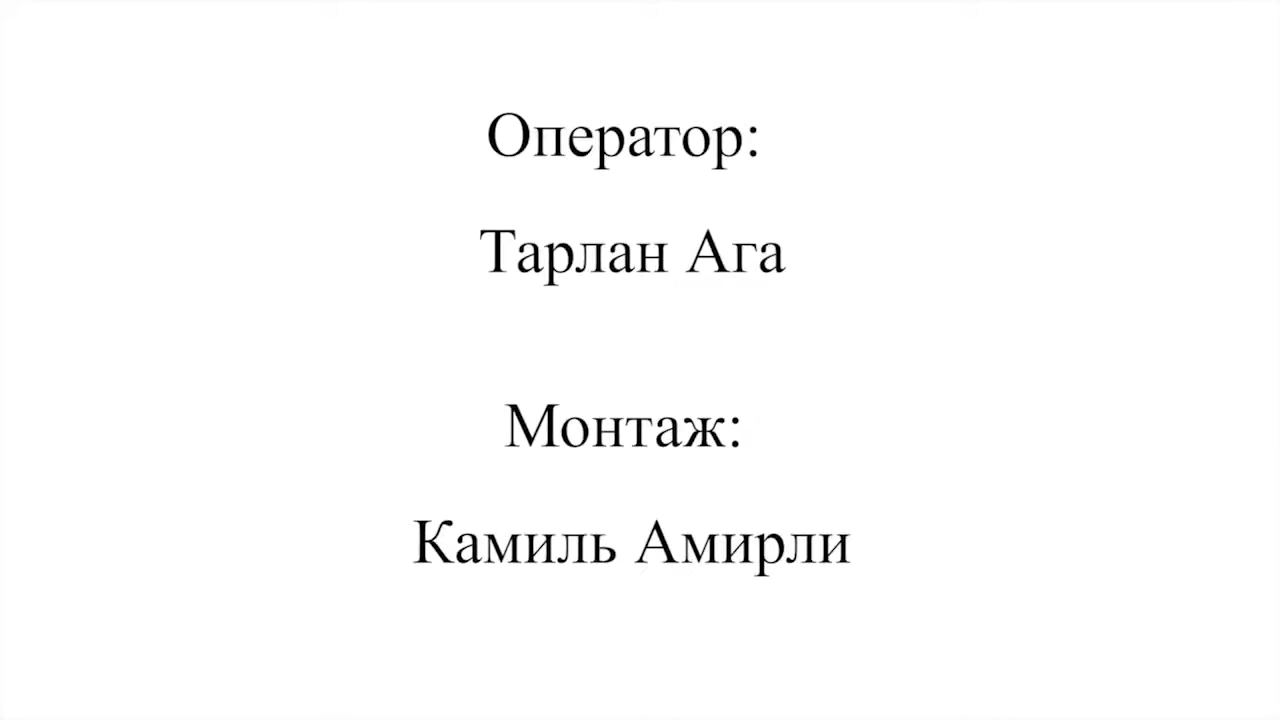 Оператор:
Тарлан Ага
Монтаж:
Камиль Амирли